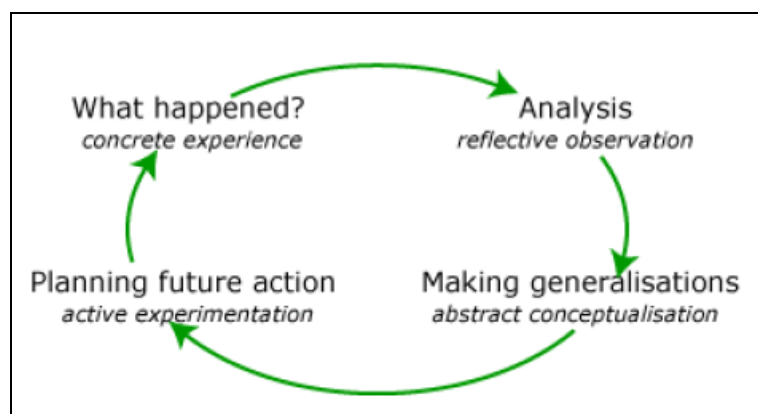 What happened?
concrete experience
Analysis
reflective observation
Making generalisations
abstract conceptualisation
Planning future action
active experimentation